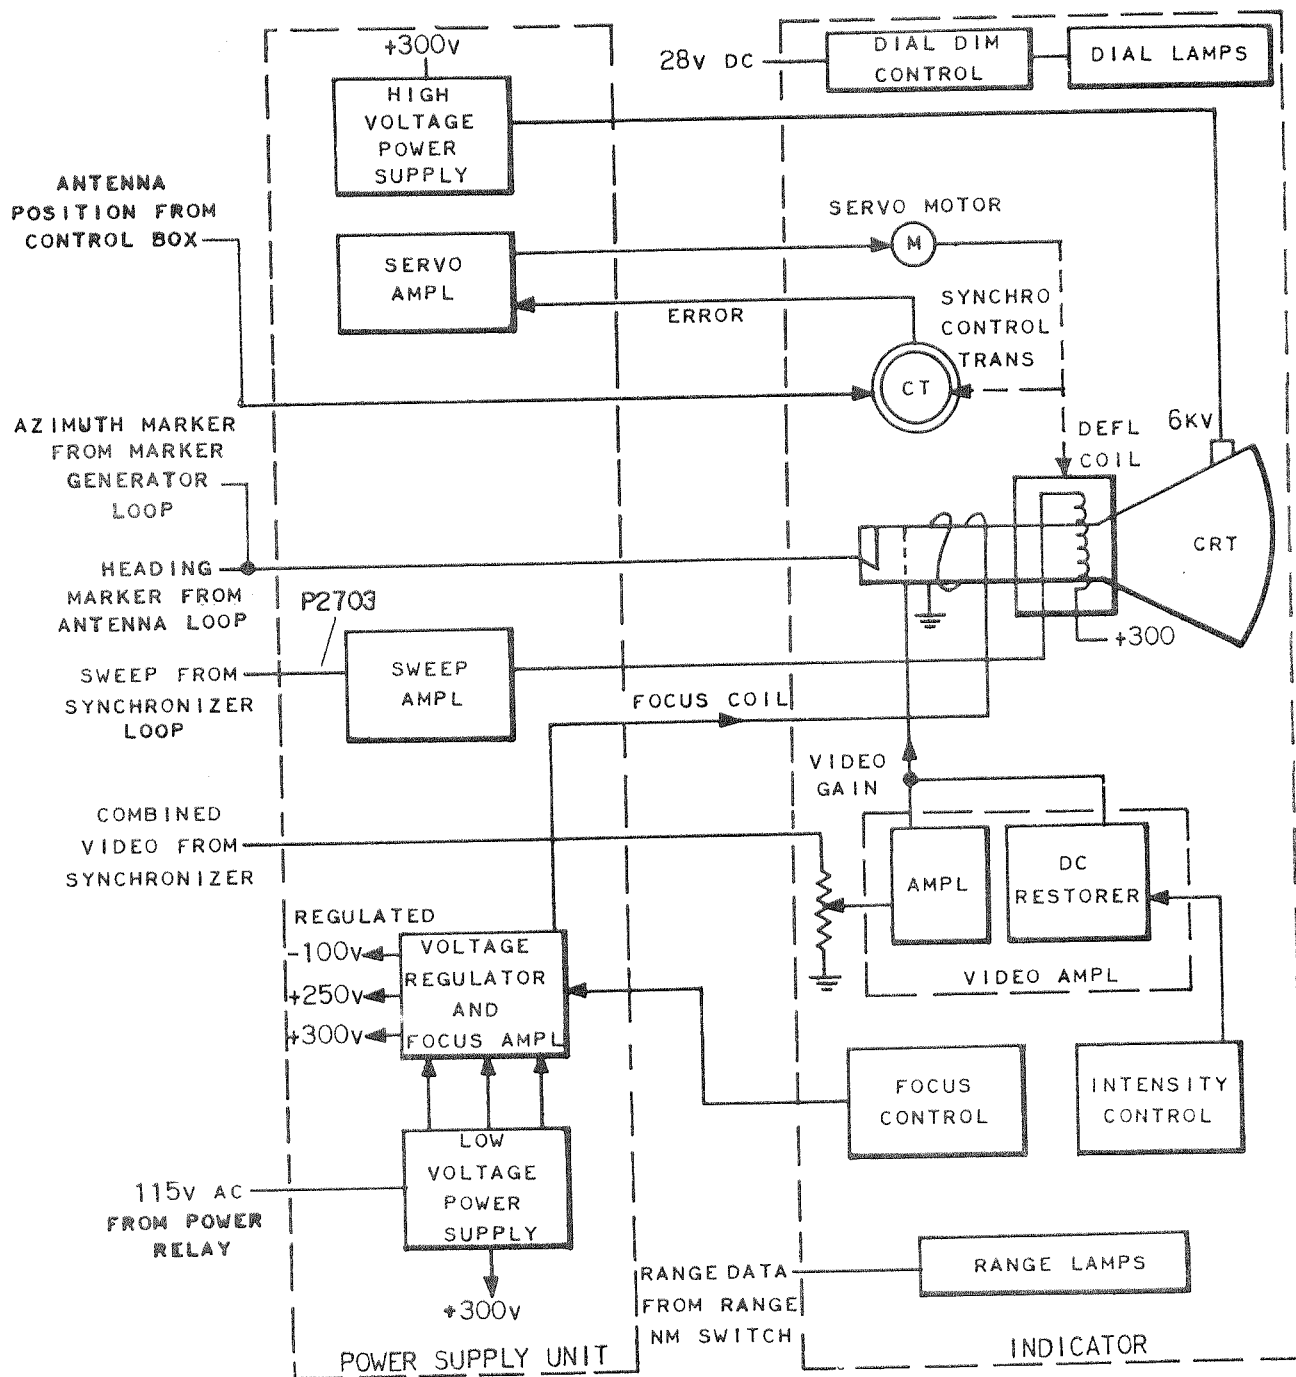 +300V
HIGH
VOLTAGE
POWER
SUPPLY
28V DC
DIAL DIM
CONTROL
DIAL LAMPS
ANTENNA
POSITION FROM
CONTROL BOX
SERVO
AMPL
SERVO MOTOR
M
ERROR
SYNCHRO
CONTROL
TRANS
CT
AZIMUTH MARKER
FROM MARKER
GENERATOR
LOOP
DEFL
COIL
6KV
CRT
HEADING
MARKER FROM
ANTENNA LOOP
P2703
+300
SWEEP FROM
SYNCHRONIZER
LOOP
SWEEP
AMPL
FOCUS COIL
VIDEO
GAIN
COMBINED
VIDEO FROM
SYNCHRONIZER
AMPL
DC
RESTORER
VIDEO AMPL
REGULATED
-100V
+250V
+300V
VOLTAGE
REGULATOR
AND
FOCUS AMPL
FOCUS
CONTROL
INTENSITY
CONTROL
115V AC
FROM POWER
RELAY
LOW
VOLTAGE
POWER
SUPPLY
+300V
RANGE DATA
FROM RANGE
NM SWITCH
RANGE LAMPS
POWER SUPPLY UNIT
INDICATOR